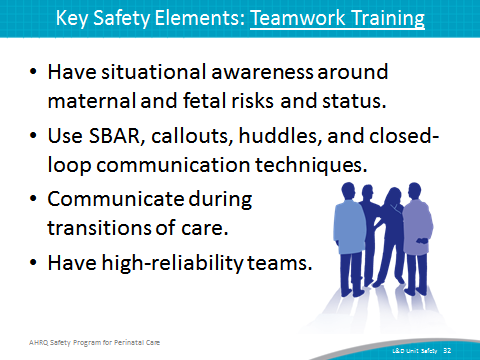 Key Safety Elements: Teamwork Training
• Have situational awareness around
maternal and fetal risks and status.
• Use SBAR, callouts, huddles, and closed-
loop communication techniques.
• Communicate during
transitions of care.
• Have high-reliability teams.
AHRQ Safety Program for Perinatal Care
L&D Unit Safety 32